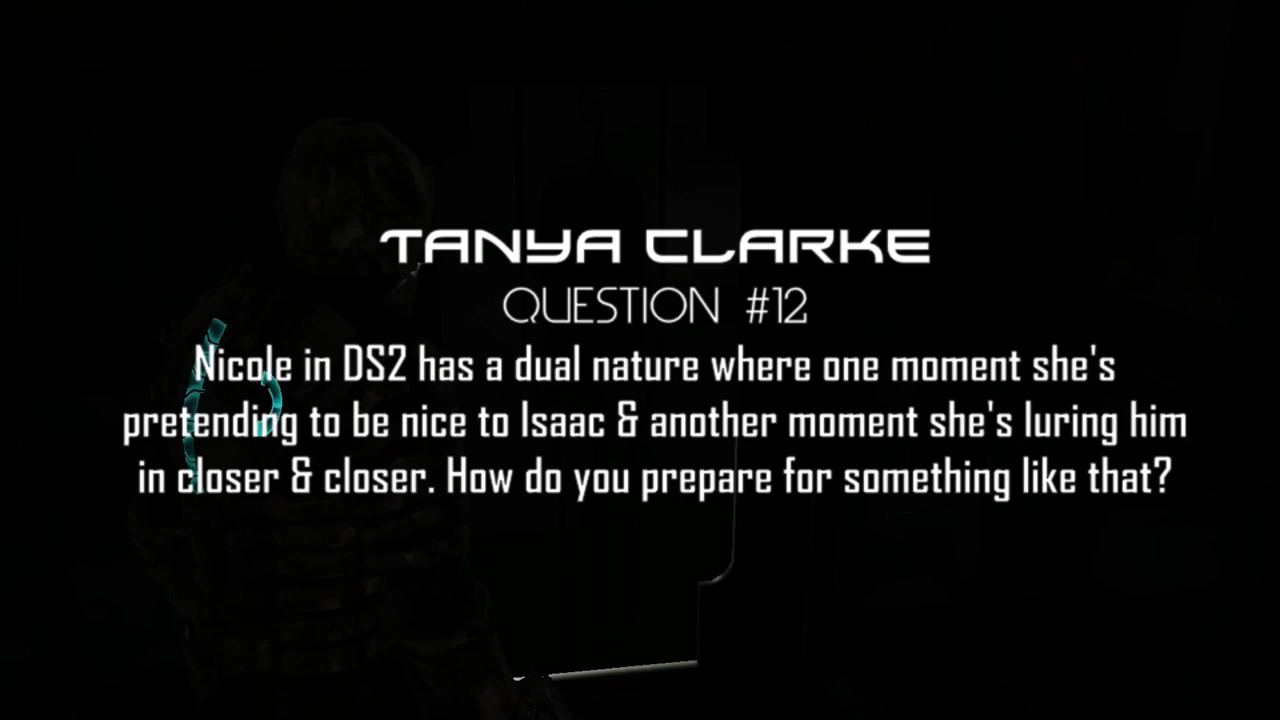 TANYA CLARKE
QUESTION #12
Nicole in DS2 has a dual nature where one moment she's
pretending to be nice to Isaac & another moment she's luring him
in closer & closer. How do you prepare for something like that?